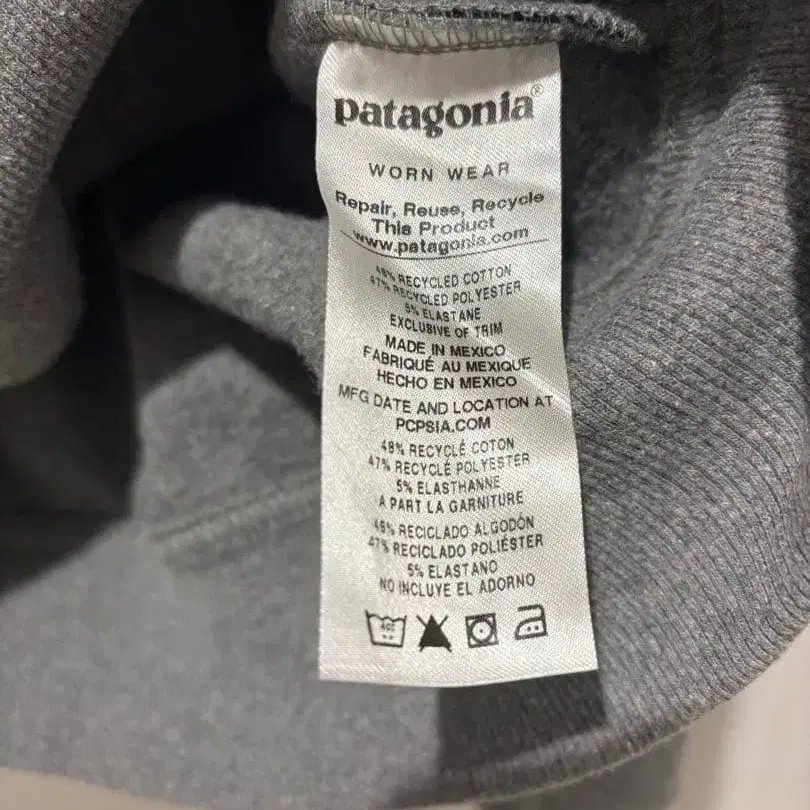 patagonia®
WORN WEAR
Repair, Reuse, Recycle
This Product
www.patagonia.com
48% RECYCLED COTTON
47% RECYCLED POLYESTER
5% ELASTANE
EXCLUSIVE OF TRIM
MADE IN MEXICO
FABRIQUÉ AU MEXIQUE
HECHO EN MEXICO
MFG DATE AND LOCATION AT
PCPSIA.COM
48% RECYCLÉ COTON
47% RECYCLÉ POLYESTER
5% ELASTHANNE
A PART LA GARNITURE
48% RECICLADO ALGODÓN
47% RECICLADO POLIÉSTER
5% ELASTANO
NO INCLUYE EL ADORNO